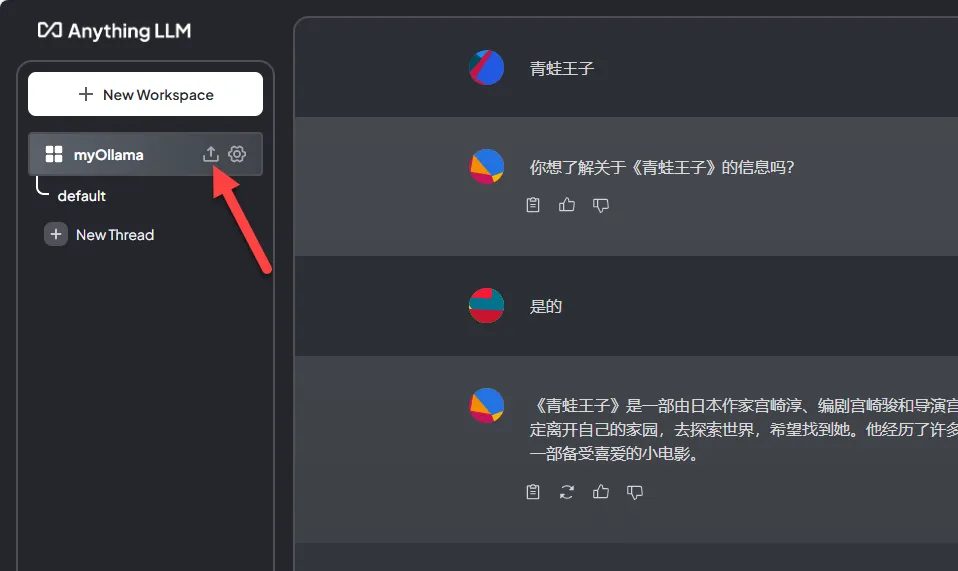 Anything LLM
New Workspace
myOllama
default
New Thread
青蛙王子
你想了解关于《青蛙王子》的信息吗?
是的
《青蛙王子》是一部由日本作家宫崎淳、编剧宫崎骏和导演宫
定离开自己的家园，去探索世界，希望找到她。他经历了许多
一部备受喜爱的小电影。